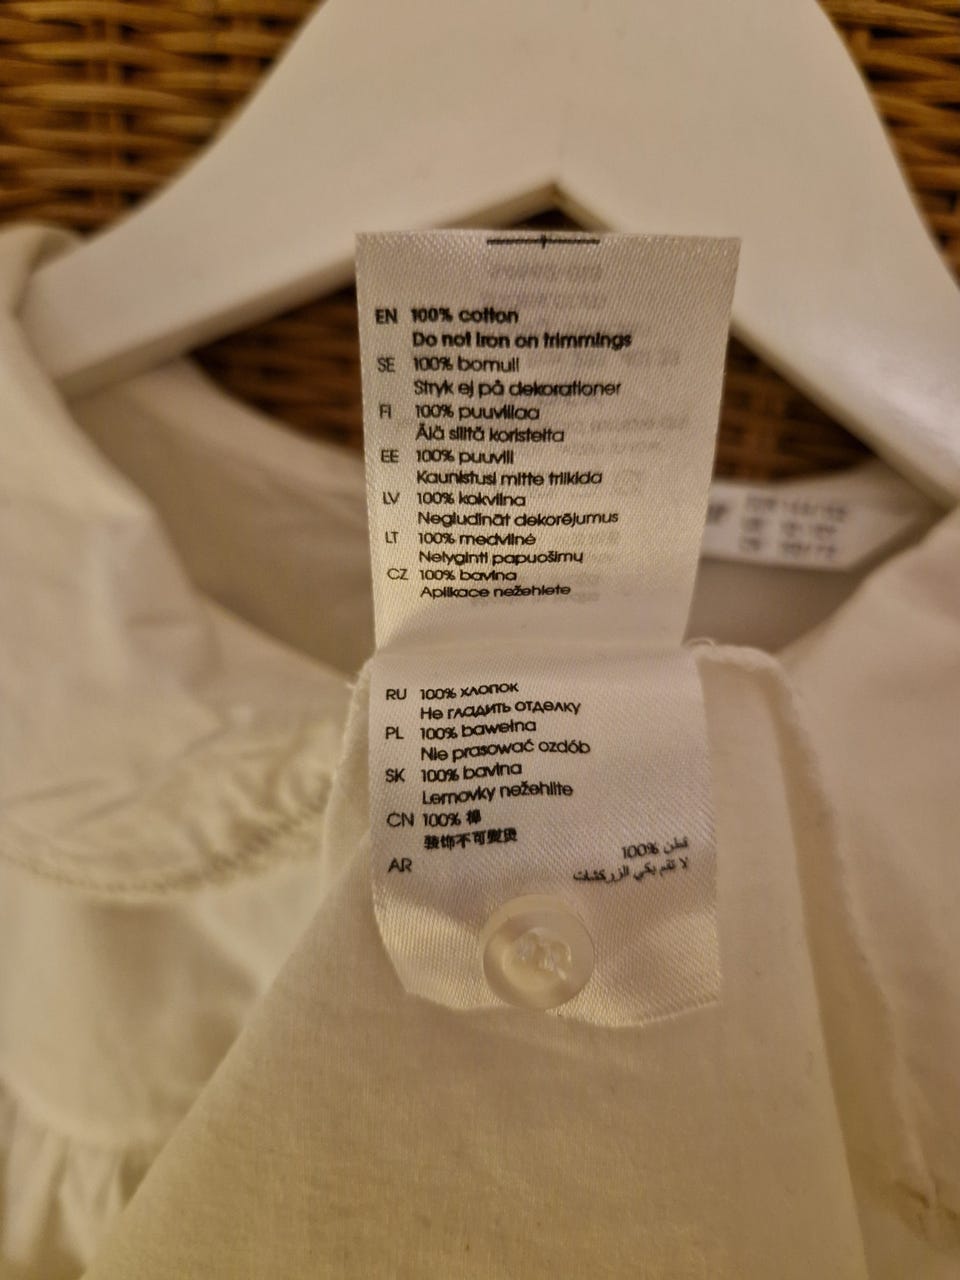 EN 100% cotton
Do not iron on trimmings
SE 100% bomull
Stryk ej på dekorationer
FI 100% puuvillaa
Älä silitä koristeita
EE 100% puuvill
Kaunistusi mitte triikida
LV 100% kokvilna
Negludināt dekorējumus
LT 100% medvilnė
Nelyginti papuošimų
CZ 100% bavlna
Aplikace nežehlete
RU 100% хлопок
Не гладить отделку
PL 100% bawełna
Nie prasować ozdób
SK 100% bavlna
Lemovky nežehlite
CN 100% 棉
装饰不可熨烫
AR 100% قطن
لا تقم بكي الزركشات